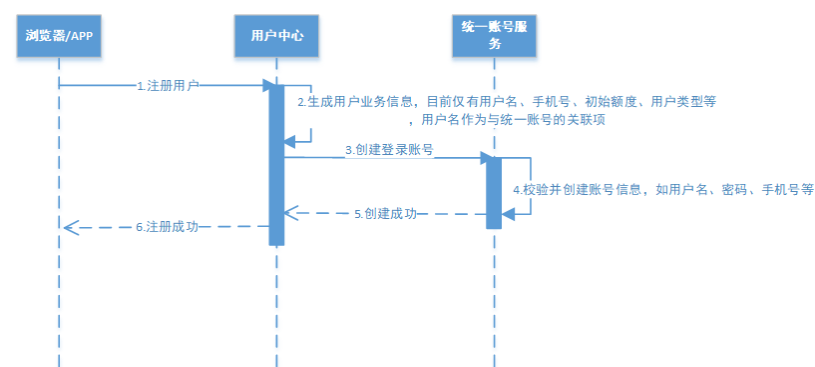 浏览器/APP
用户中心
统一账号服
务
1.注册用户
2.生成用户业务信息，目前仅有用户名、手机号、初始额度、用户类型等
，用户名作为与统一账号的关联项
3.创建登录账号
4.校验并创建账号信息，如用户名、密码、手机号等
5.创建成功
6.注册成功